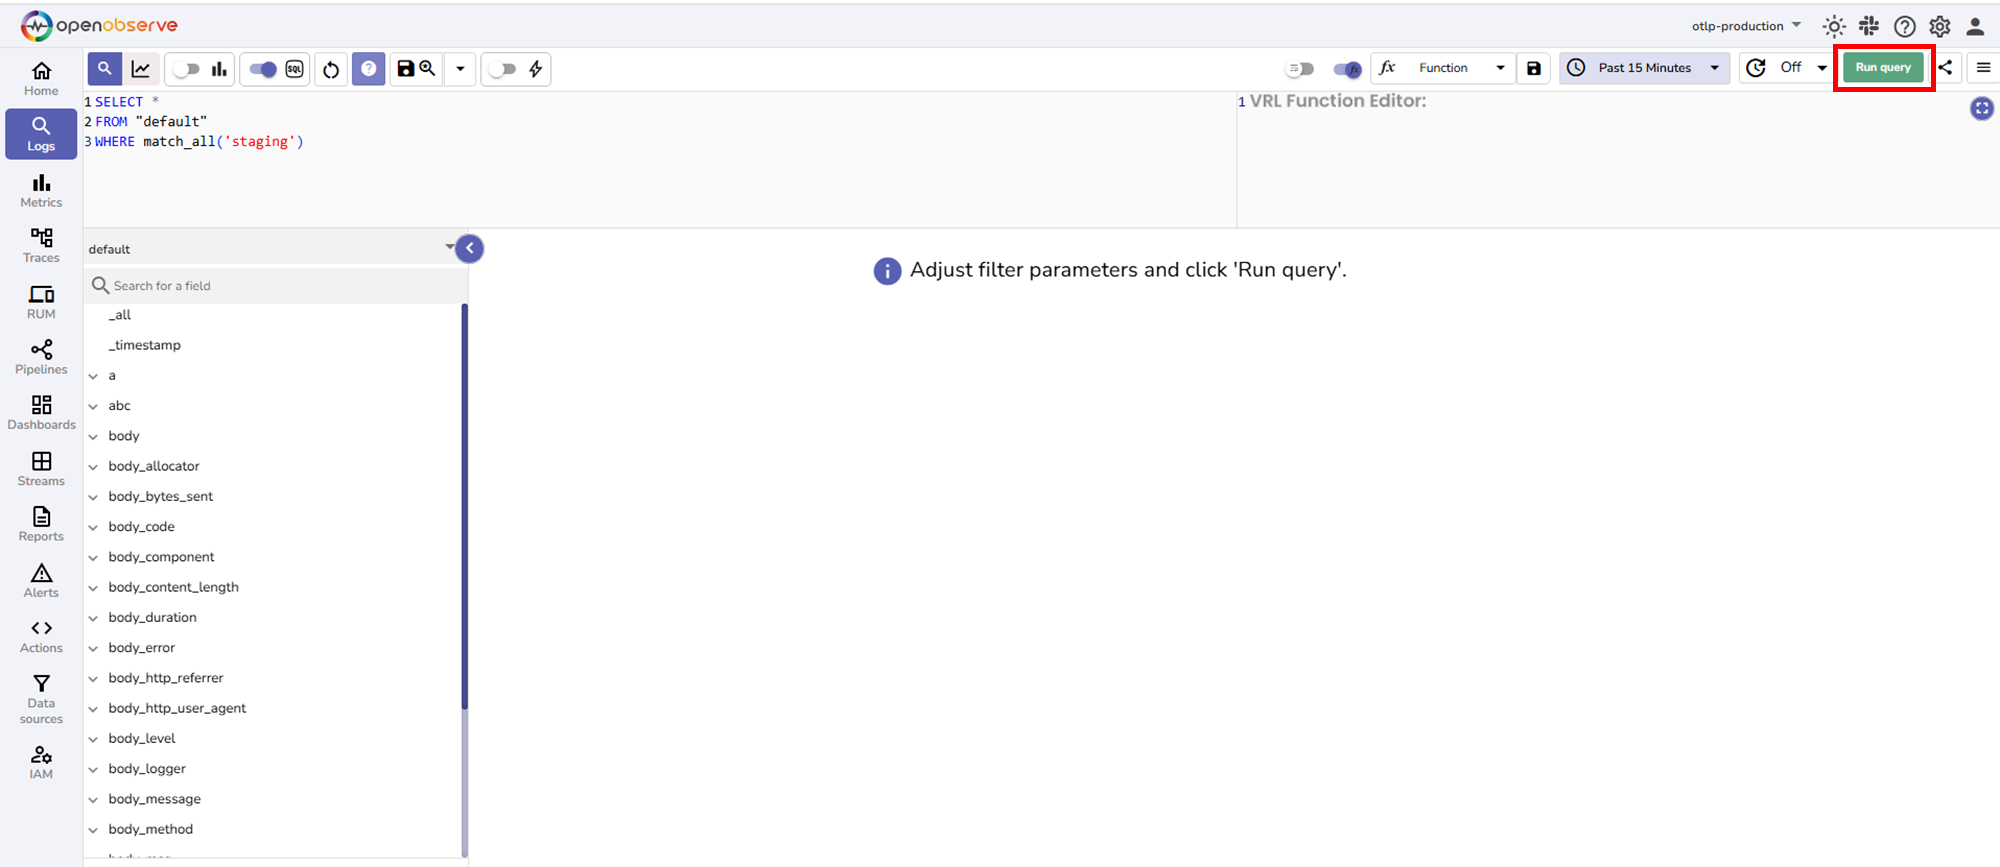 openobserve
otlp-production
Home
Logs
Metrics
Traces
RUM
Pipelines
Dashboards
Streams
Reports
Alerts
Actions
Data
sources
IAM
SQL
fx
Function
Past 15 Minutes
Off
Run query
1 SELECT *
2 FROM "default"
3 WHERE match_all('staging')
1 VRL Function Editor:
default
Search for a field
_all
_timestamp
a
abc
body
body_allocator
body_bytes_sent
body_code
body_component
body_content_length
body_duration
body_error
body_http_referrer
body_http_user_agent
body_level
body_logger
body_message
body_method
Adjust filter parameters and click 'Run query'.